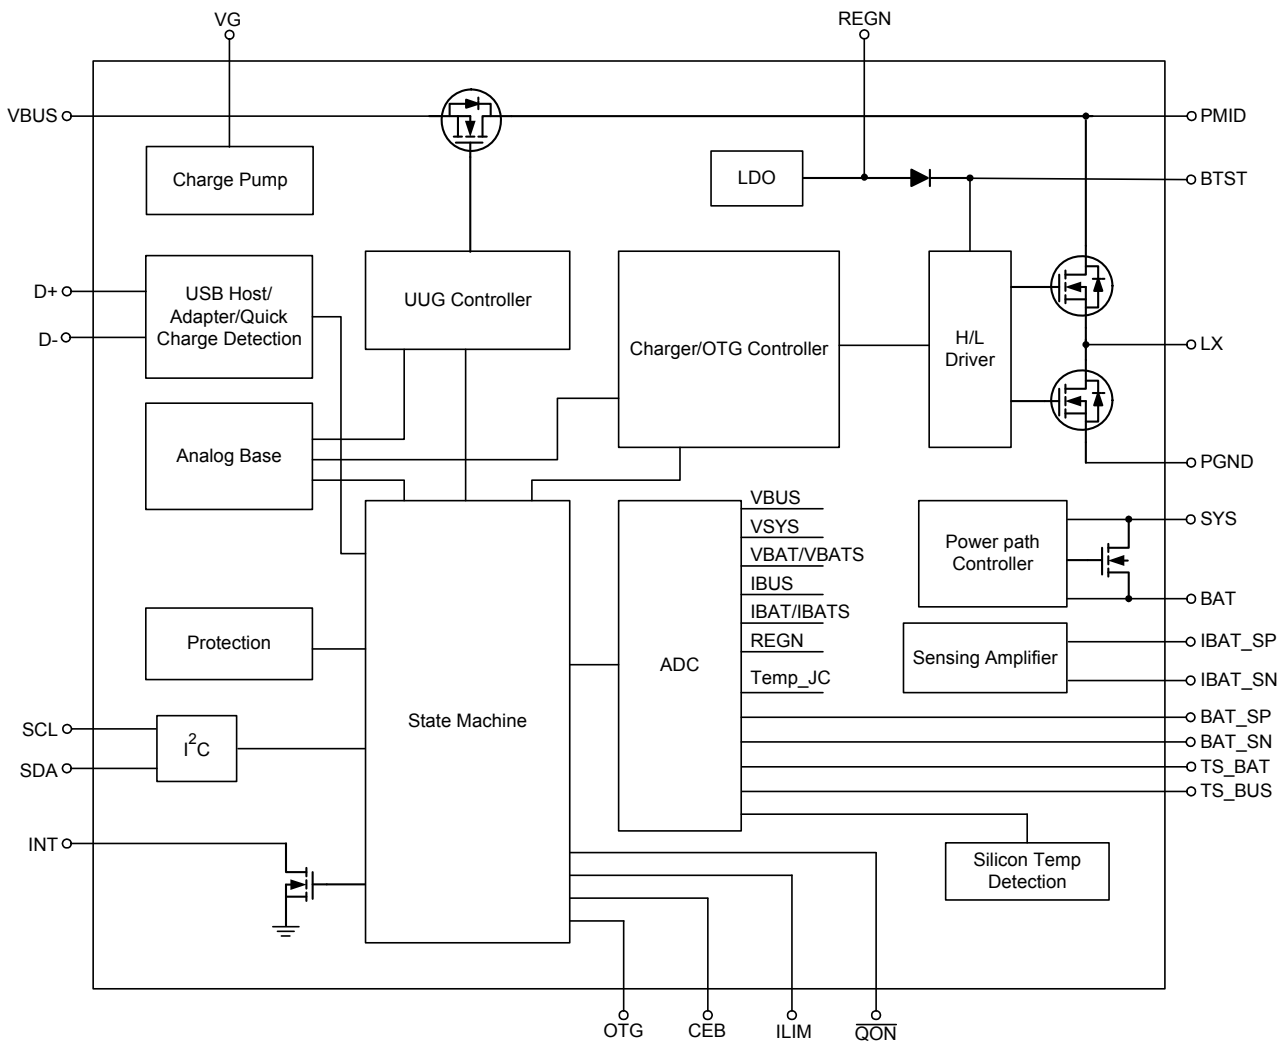 VG
REGN
VBUS
PMID
Charge Pump
LDO
BTST
D+
D-
USB Host/
Adapter/Quick
Charge Detection
UUG Controller
Charger/OTG Controller
H/L
Driver
LX
Analog Base
PGND
VBUS
VSYS
VBAT/VBATS
IBUS
IBAT/IBATS
REGN
Temp_JC
Power path
Controller
SYS
BAT
Protection
State Machine
ADC
Sensing Amplifier
IBAT_SP
IBAT_SN
BAT_SP
BAT_SN
TS_BAT
TS_BUS
SCL
SDA
I²C
INT
Silicon Temp
Detection
OTG
CEB
ILIM
Q̅O̅N̅